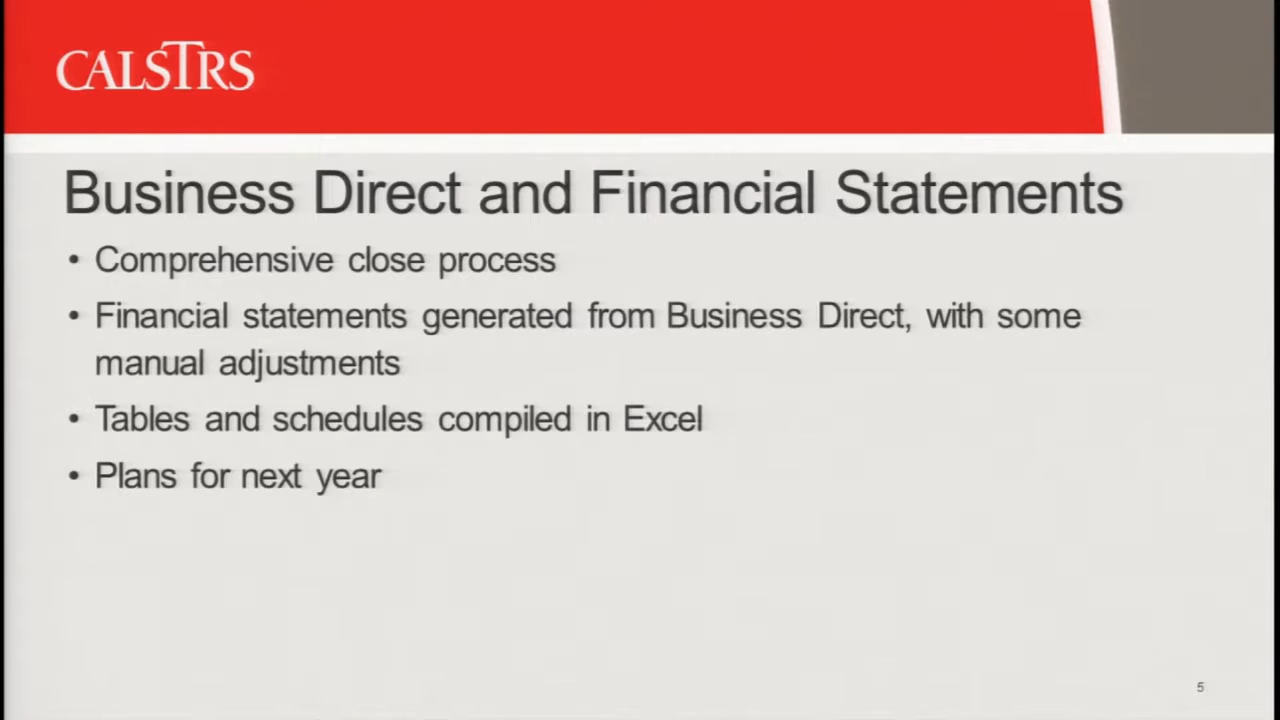 CALSTRS
Business Direct and Financial Statements
• Comprehensive close process
• Financial statements generated from Business Direct, with some
manual adjustments
• Tables and schedules compiled in Excel
• Plans for next year
5